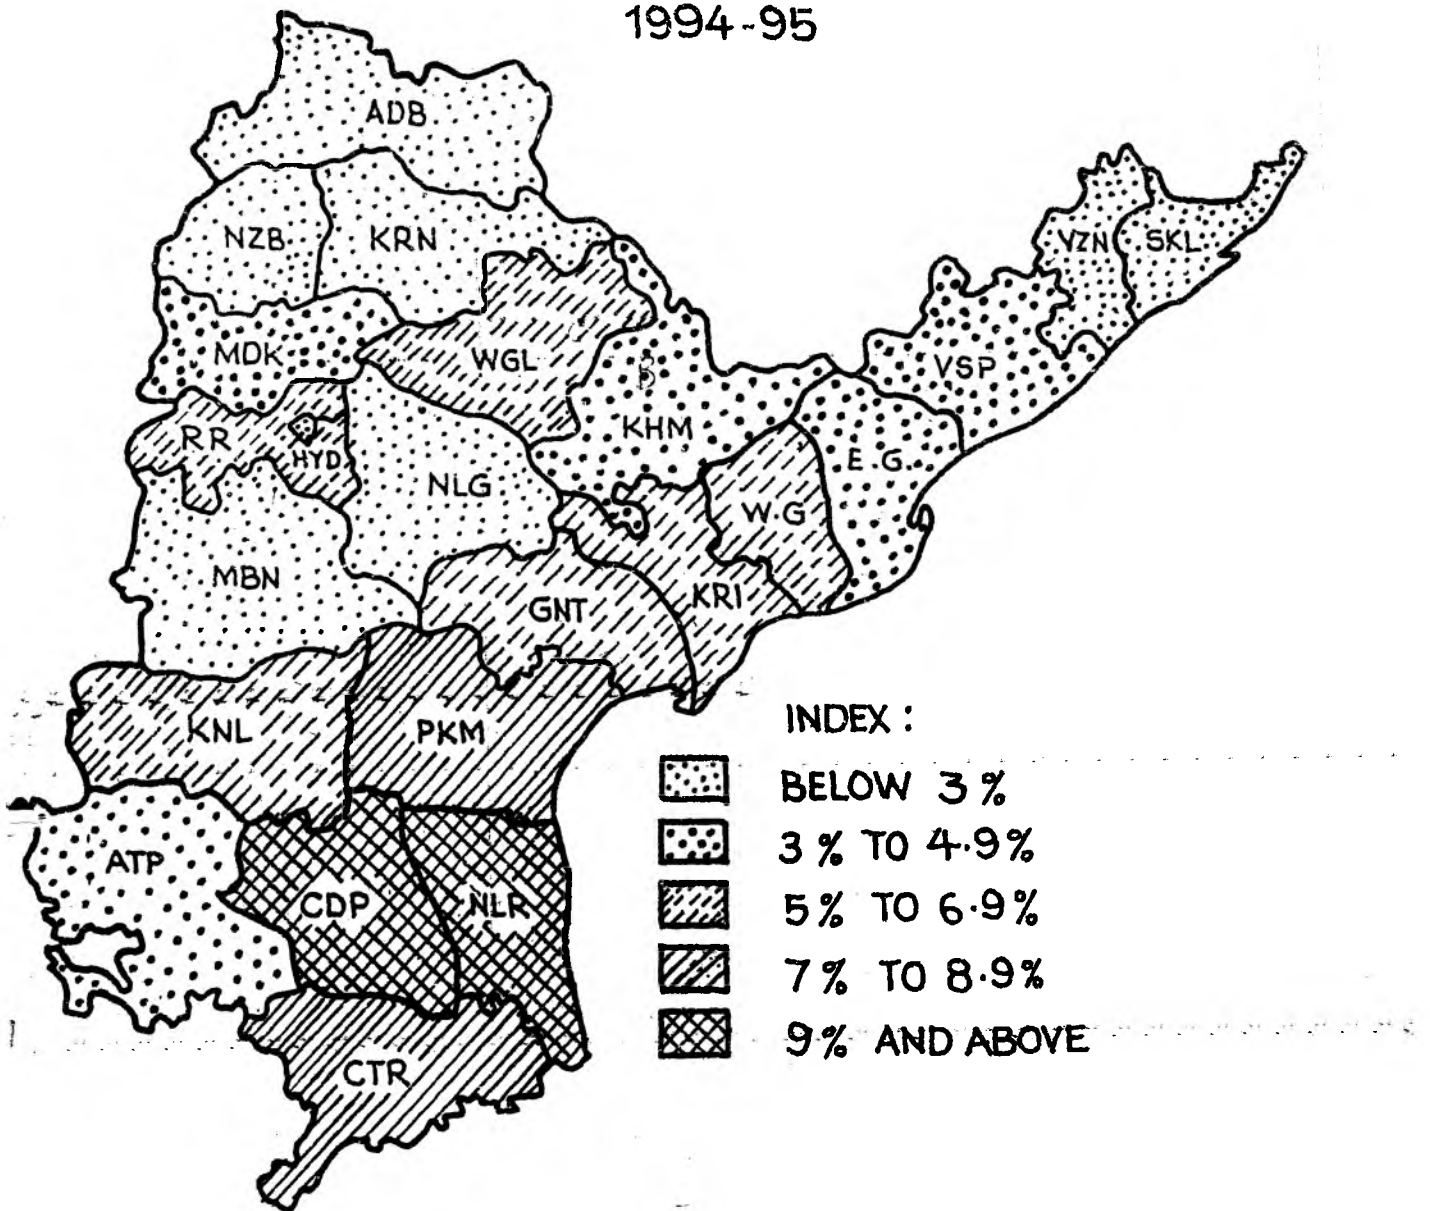 1994-95
ADB
NZB
KRN
VZN
SKL
MDK
WGL
VSP
KHM
RR
HYD
E.G.
NLG
W.G
MBN
KRI
GNT
KNL
PKM
ATP
CDP
NLR
CTR
INDEX :
BELOW 3%
3% TO 4.9%
5% TO 6.9%
7% TO 8.9%
9% AND ABOVE